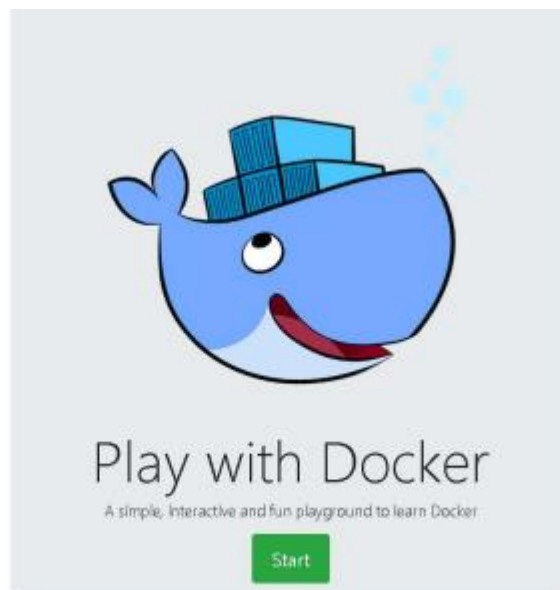 Play with Docker
A simple, interactive and fun playground to learn Docker
Start